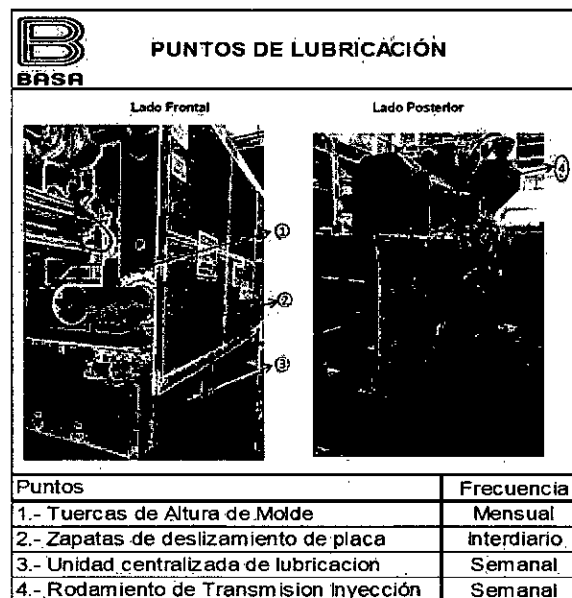 BASA
PUNTOS DE LUBRICACIÓN
Lado Frontal
Lado Posterior
1
2
3
4
Puntos Frecuencia
1.- Tuercas de Altura de Molde Mensual
2.- Zapatas de deslizamiento de placa Interdiario
3.- Unidad centralizada de lubricacion Semanal
4.- Rodamiento de Transmision Inyección Semanal